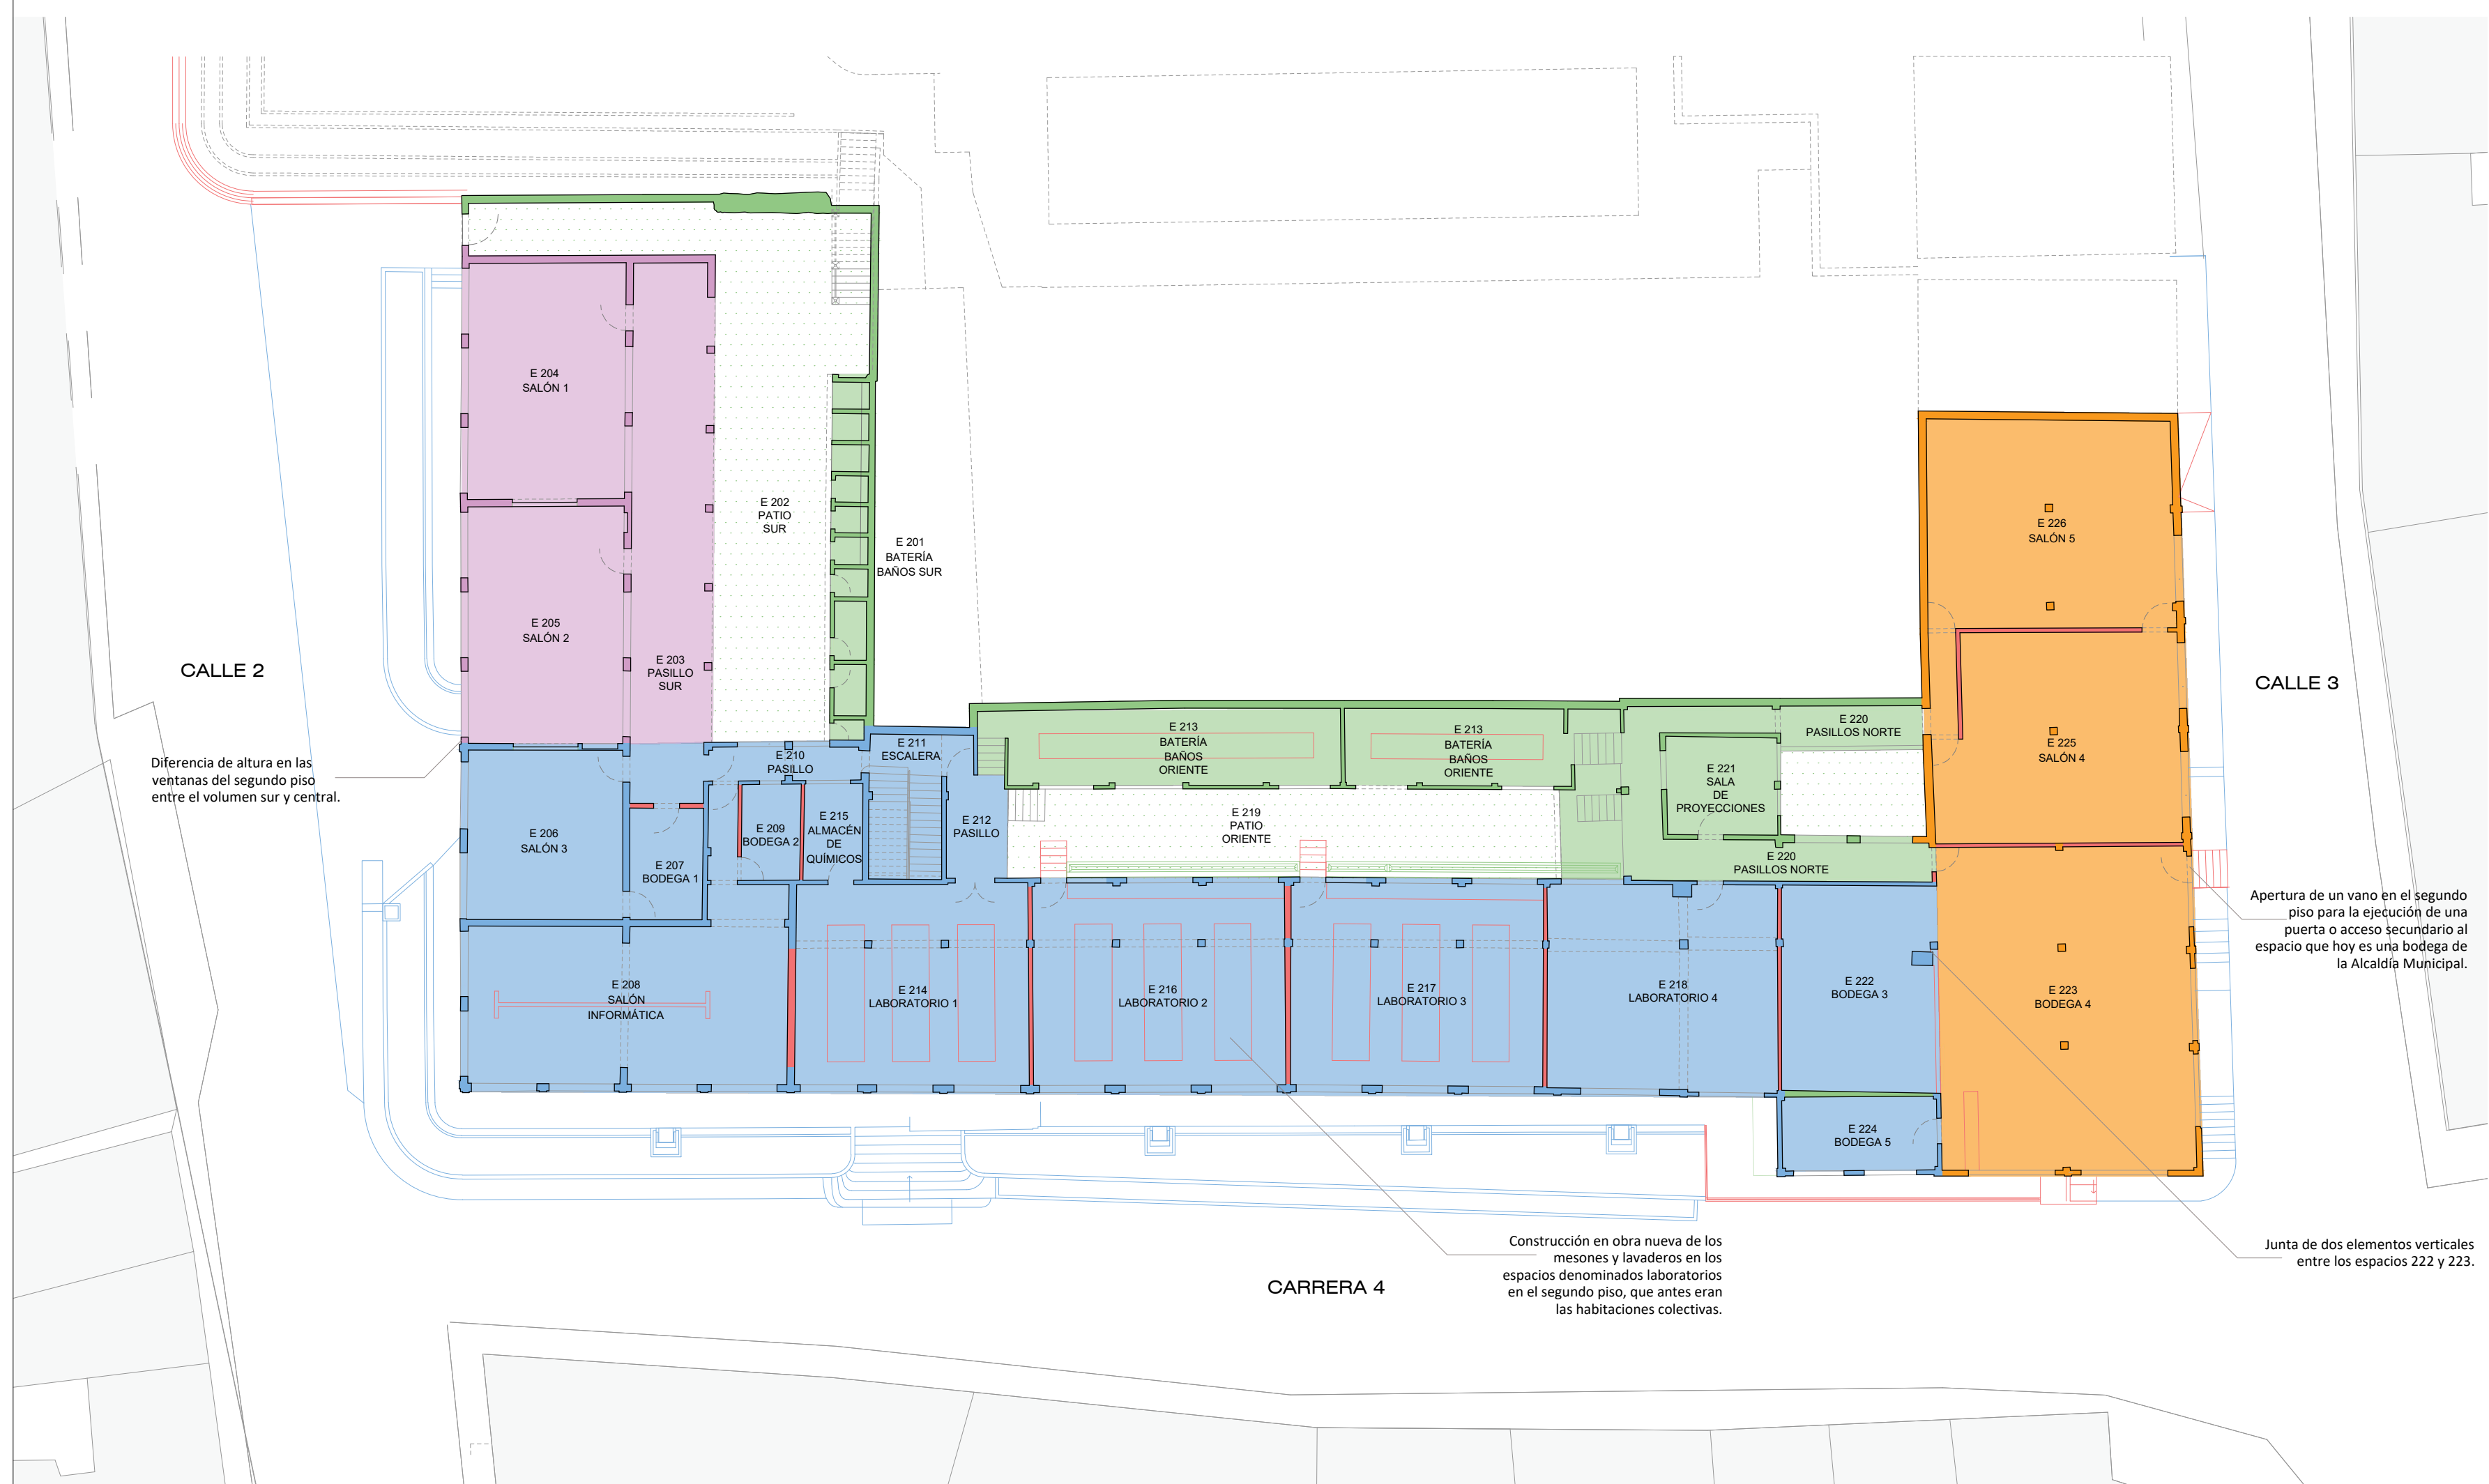 E 204
SALÓN 1
E 202
PATIO
SUR
E 201
BATERÍA
BAÑOS SUR
E 205
SALÓN 2
E 203
PASILLO
SUR
CALLE 2
Diferencia de altura en las
ventanas del segundo piso
entre el volumen sur y central.
E 206
SALÓN 3
E 207
BODEGA 1
E 210
PASILLO
E 209
BODEGA 2
E 215
ALMACÉN
DE
QUÍMICOS
E 211
ESCALERA
E 212
PASILLO
E 213
BATERÍA
BAÑOS
ORIENTE
E 213
BATERÍA
BAÑOS
ORIENTE
E 219
PATIO
ORIENTE
E 220
PASILLOS NORTE
E 221
SALA
DE
PROYECCIONES
E 220
PASILLOS NORTE
E 226
SALÓN 5
E 225
SALÓN 4
CALLE 3
Apertura de un vano en el segundo
piso para la ejecución de una
puerta o acceso secundario al
espacio que hoy es una bodega de
la Alcaldía Municipal.
E 208
SALÓN
INFORMÁTICA
E 214
LABORATORIO 1
E 216
LABORATORIO 2
E 217
LABORATORIO 3
E 218
LABORATORIO 4
E 222
BODEGA 3
E 223
BODEGA 4
E 224
BODEGA 5
CARRERA 4
Construcción en obra nueva de los
mesones y lavaderos en los
espacios denominados laboratorios
en el segundo piso, que antes eran
las habitaciones colectivas.
Junta de dos elementos verticales
entre los espacios 222 y 223.